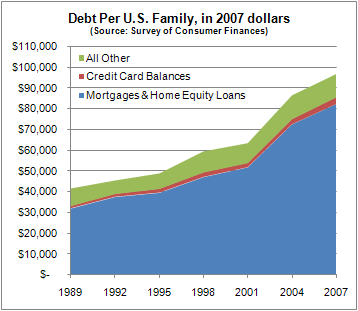 Debt Per U.S. Family, in 2007 dollars
(Source: Survey of Consumer Finances)
$110,000
$100,000
$90,000
$80,000
$70,000
$60,000
$50,000
$40,000
$30,000
$20,000
$10,000
$-
All Other
Credit Card Balances
Mortgages & Home Equity Loans
1989 1992 1995 1998 2001 2004 2007